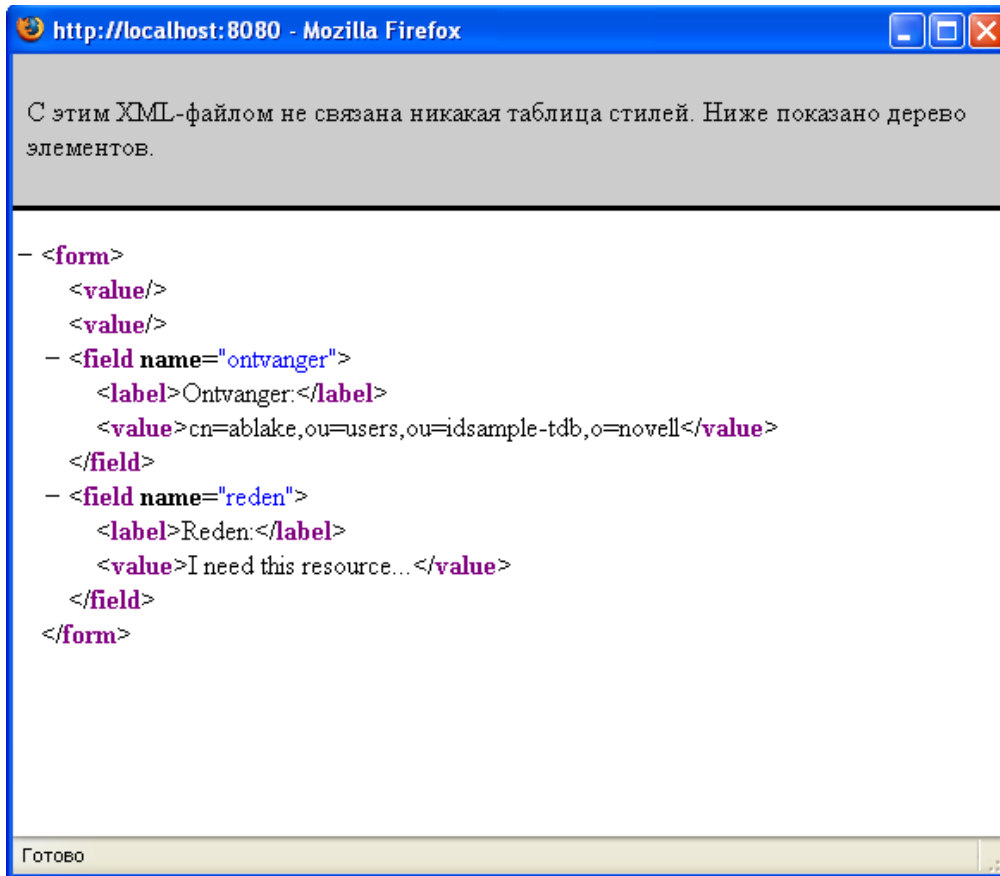 http://localhost:8080 - Mozilla Firefox
С этим XML-файлом не связана никакая таблица стилей. Ниже показано дерево
элементов.
− <form>
<value/>
<value/>
− <field name="ontvanger">
<label>Ontvanger:</label>
<value>cn=ablake,ou=users,ou=idsample-tdb,o=novell</value>
</field>
− <field name="reden">
<label>Reden:</label>
<value>I need this resource...</value>
</field>
</form>
Готово